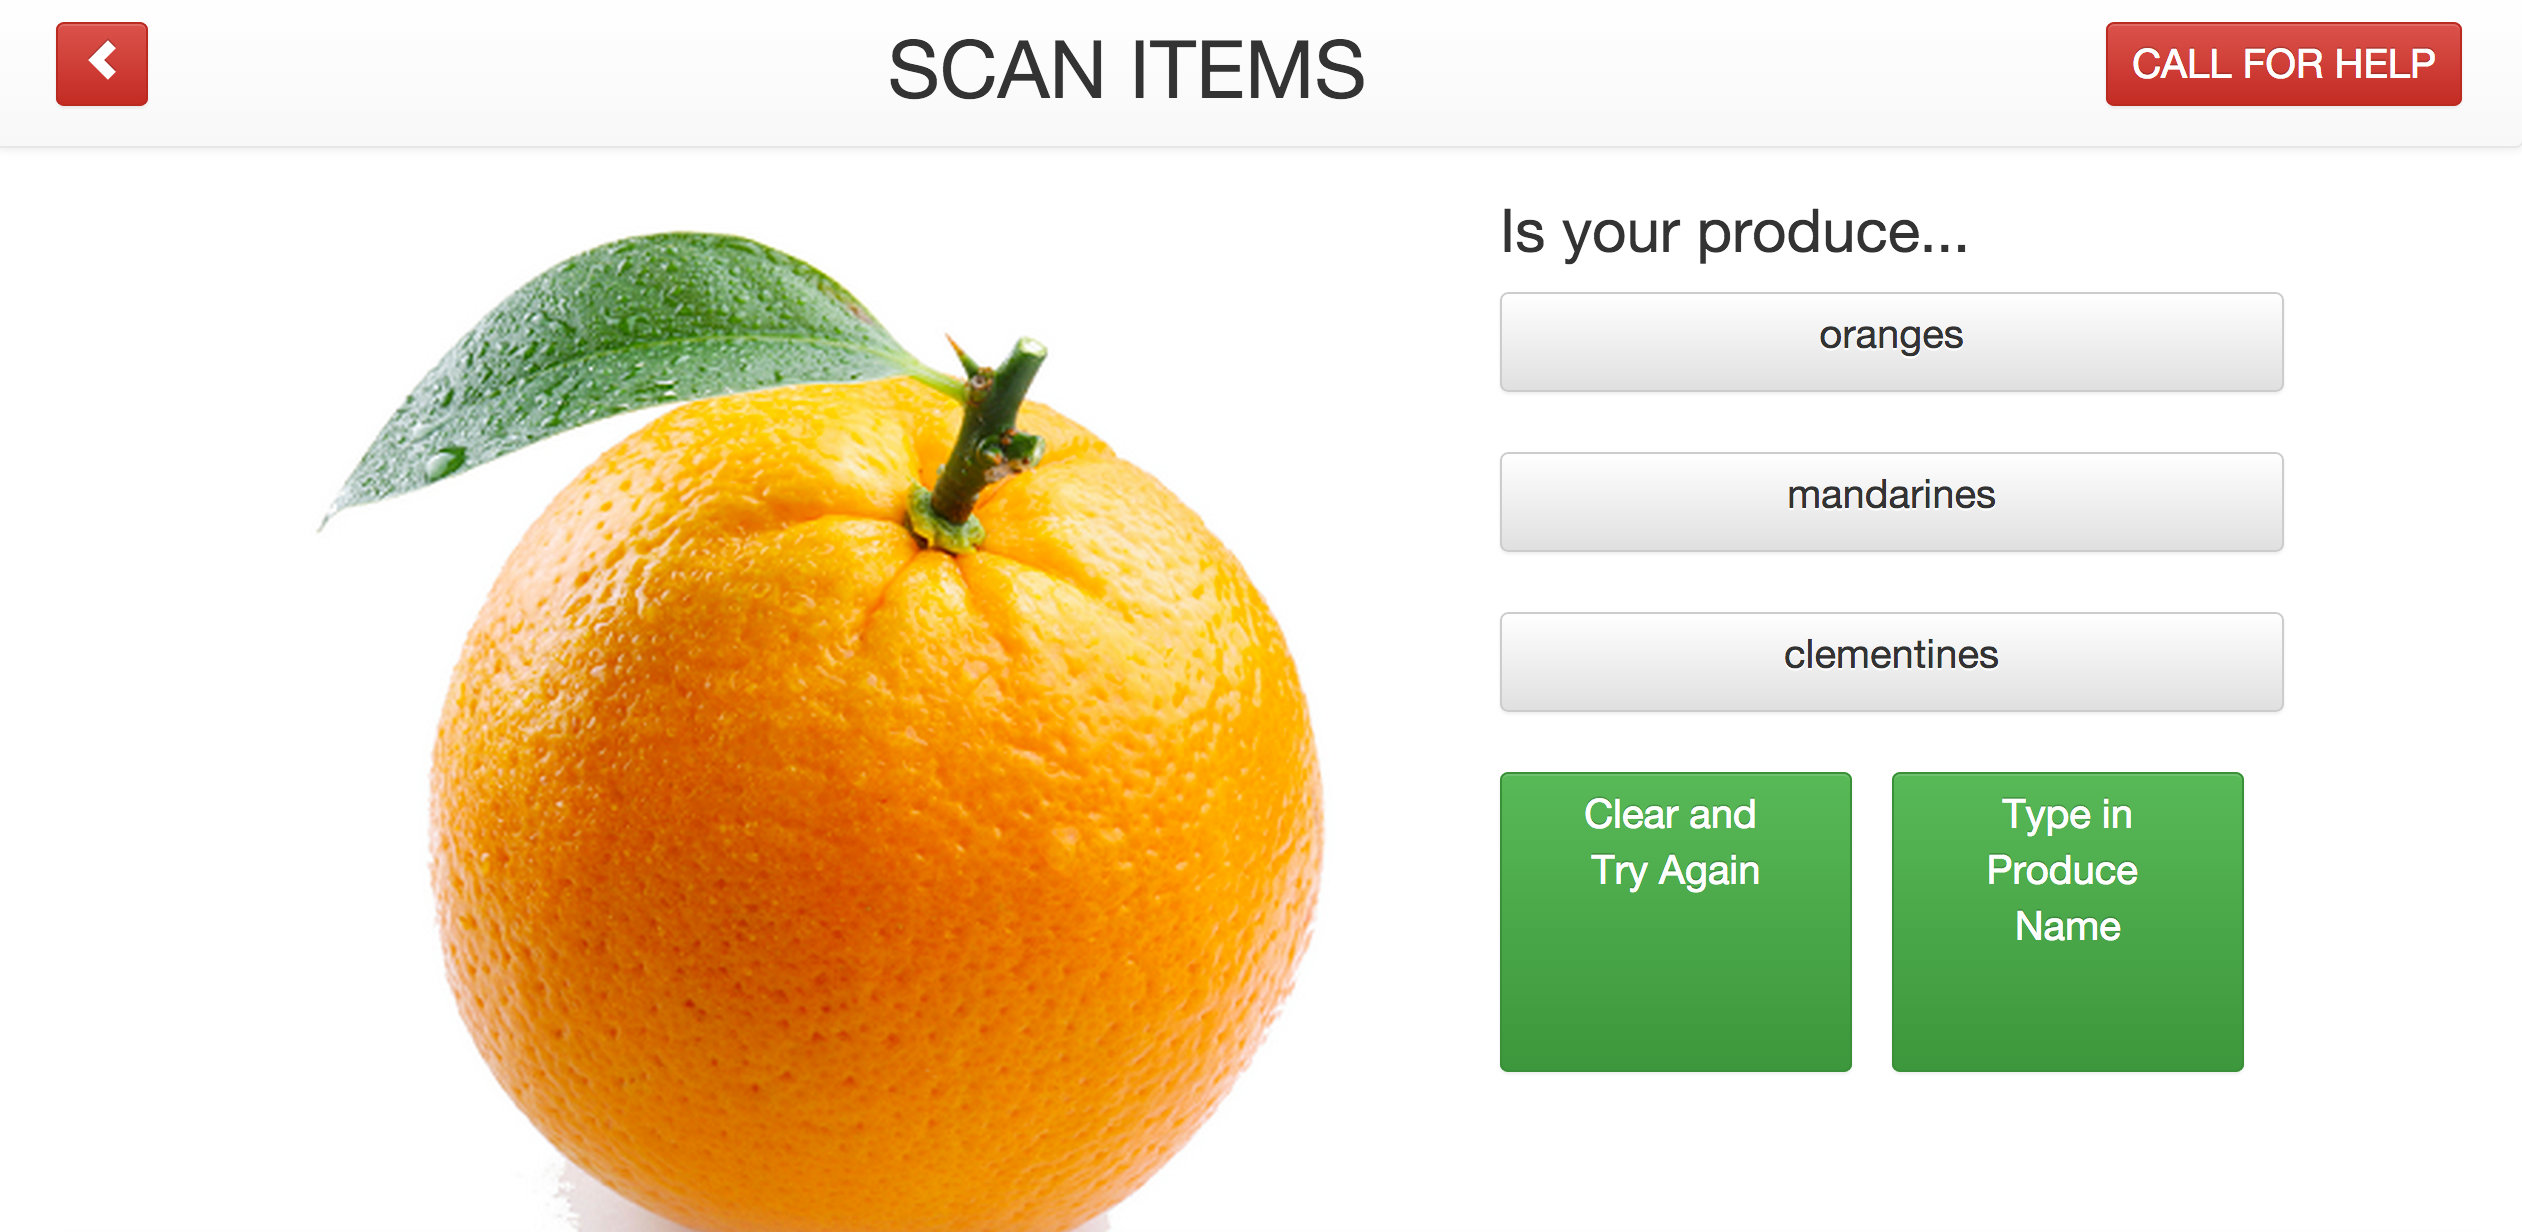 SCAN ITEMS
CALL FOR HELP
Is your produce...
oranges
mandarines
clementines
Clear and
Try Again
Type in
Produce
Name